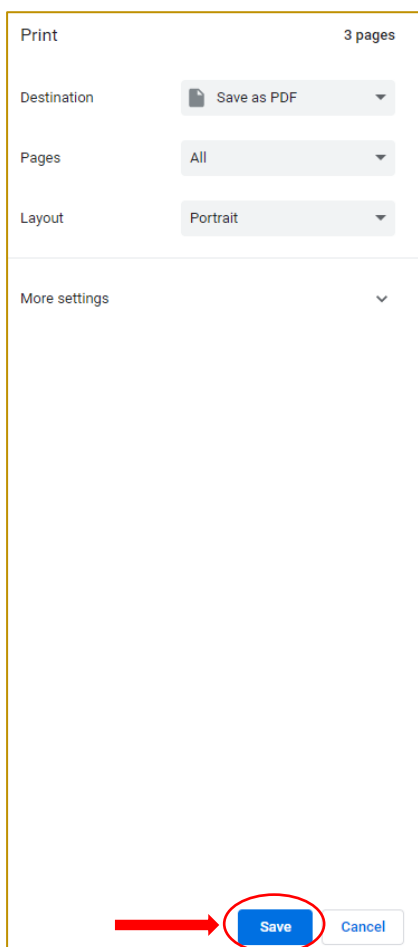 Print 3 pages
Destination Save as PDF
Pages All
Layout Portrait
More settings
Save Cancel